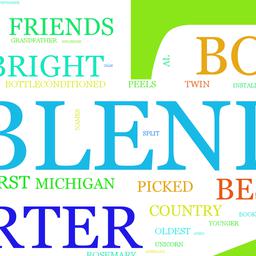 FRIENDS
GRANDFATHER
BO
AL
BRIGHT
BOTTLECONDITIONED
PEELS
TWIN
INSTALL
BLEN
NAMES
SPLIT
RST MICHIGAN
PICKED
BE
RTER
COUNTRY
BOOK
YOUNGER
OLDEST
UNICORN
ROSEMARY